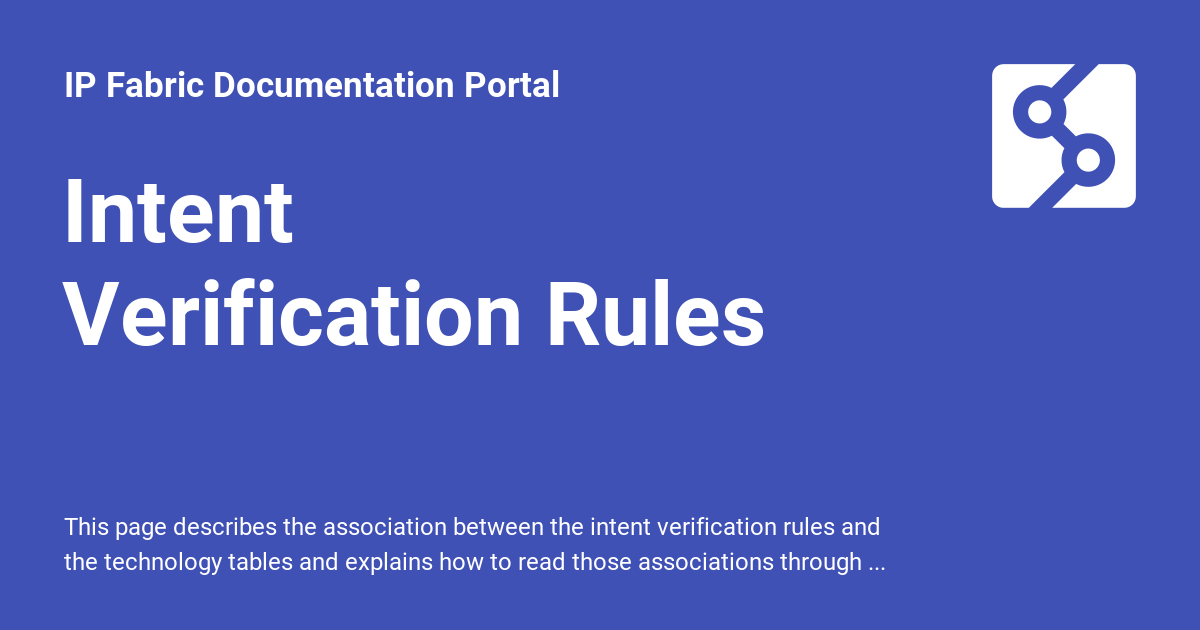 IP Fabric Documentation Portal
Intent
Verification Rules
This page describes the association between the intent verification rules and
the technology tables and explains how to read those associations through ...